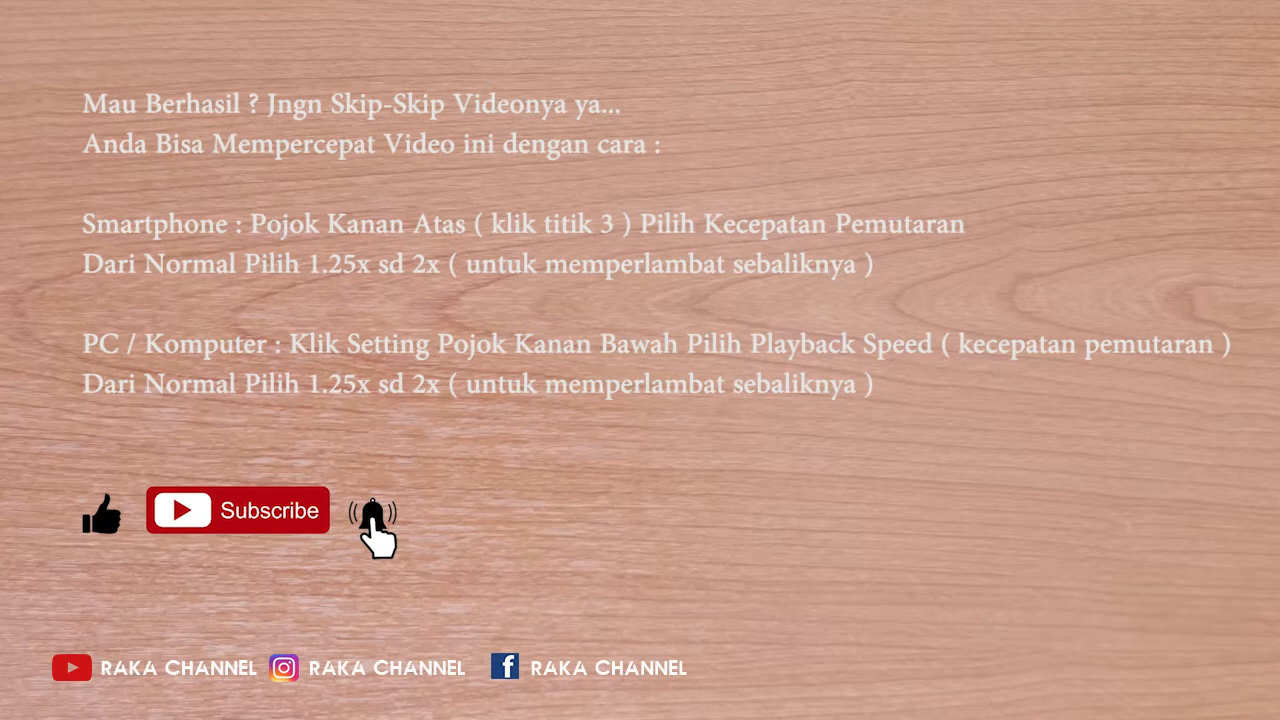 Mau Berhasil ? Jngn Skip-Skip Videonya ya...
Anda Bisa Mempercepat Video ini dengan cara :
Smartphone : Pojok Kanan Atas ( klik titik 3 ) Pilih Kecepatan Pemutaran
Dari Normal Pilih 1.25x sd 2x ( untuk memperlambat sebaliknya )
PC / Komputer : Klik Setting Pojok Kanan Bawah Pilih Playback Speed ( kecepatan pemutaran )
Dari Normal Pilih 1.25x sd 2x ( untuk memperlambat sebaliknya )
Subscribe
RAKA CHANNEL RAKA CHANNEL RAKA CHANNEL